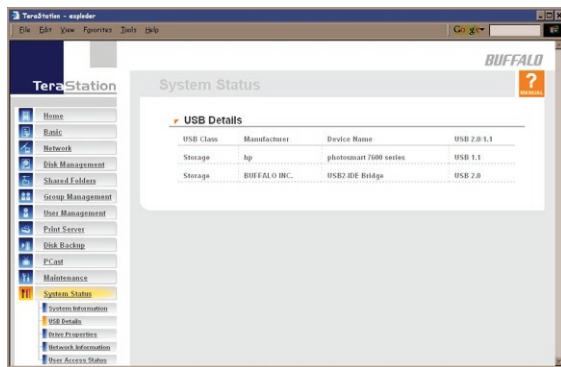 TeraStation - expleder
File Edit View Favorites Tools Help
Google
BUFFALO
TeraStation
System Status
?
MANUAL
Home
Basic
Network
Disk Management
Shared Folders
Group Management
User Management
Print Server
Disk Backup
PCast
Maintenance
System Status
System Information
USB Details
Drive Properties
Network Information
User Access Status
USB Details
USB Class Manufacturer Device Name USB 2.0/1.1
Storage hp photosmart 7600 series USB 1.1
Storage BUFFALO INC. USB2-IDE Bridge USB 2.0